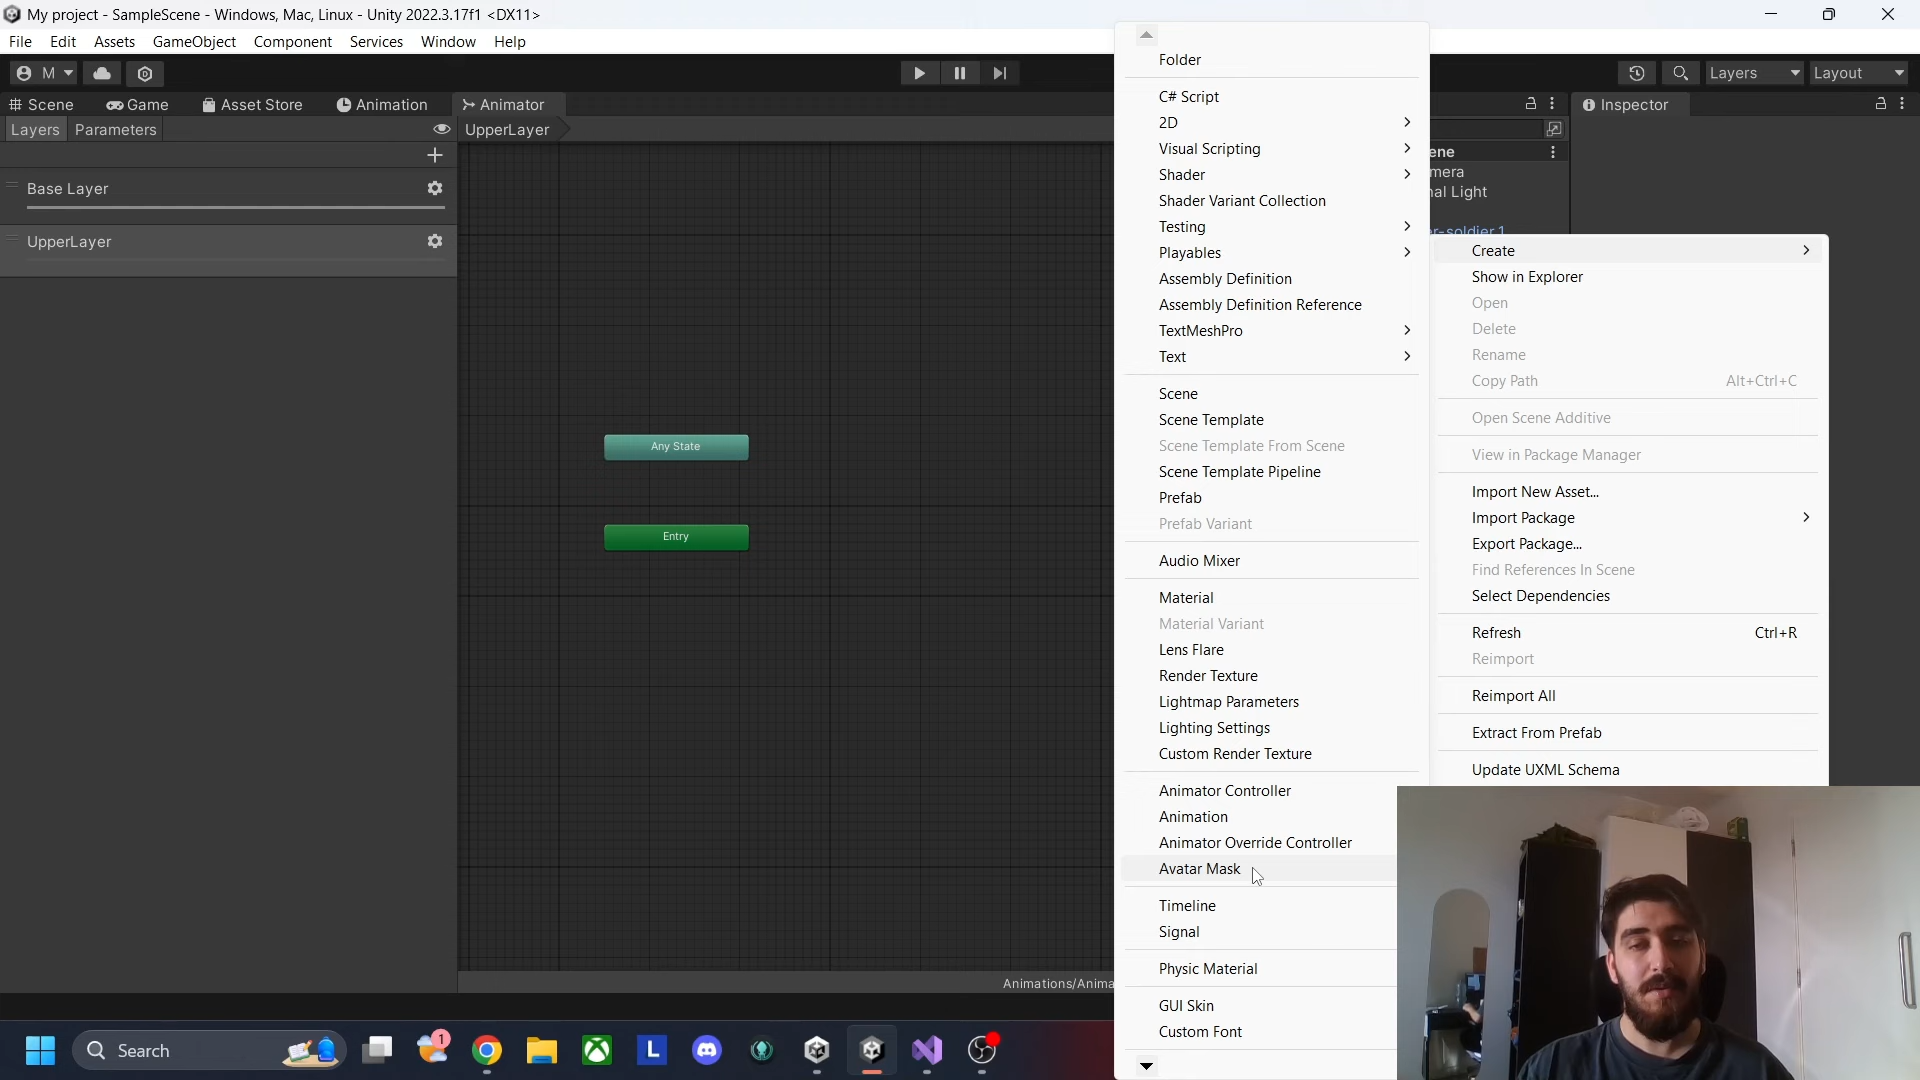 My project - SampleScene - Windows, Mac, Linux - Unity 2022.3.17f1 <DX11>
File Edit Assets GameObject Component Services Window Help
M
Layers Layout
Scene Game Asset Store Animation Animator
Inspector
Layers Parameters UpperLayer
Base Layer
UpperLayer
Any State
Entry
Animations/Anima
ene
mera
nal Light
er-soldier 1
Folder
C# Script
2D
Visual Scripting
Shader
Shader Variant Collection
Testing
Playables
Assembly Definition
Assembly Definition Reference
TextMeshPro
Text
Scene
Scene Template
Scene Template From Scene
Scene Template Pipeline
Prefab
Prefab Variant
Audio Mixer
Material
Material Variant
Lens Flare
Render Texture
Lightmap Parameters
Lighting Settings
Custom Render Texture
Animator Controller
Animation
Animator Override Controller
Avatar Mask
Timeline
Signal
Physic Material
GUI Skin
Custom Font
Create
Show in Explorer
Open
Delete
Rename
Copy Path Alt+Ctrl+C
Open Scene Additive
View in Package Manager
Import New Asset...
Import Package
Export Package...
Find References In Scene
Select Dependencies
Refresh Ctrl+R
Reimport
Reimport All
Extract From Prefab
Update UXML Schema
Search
1
L